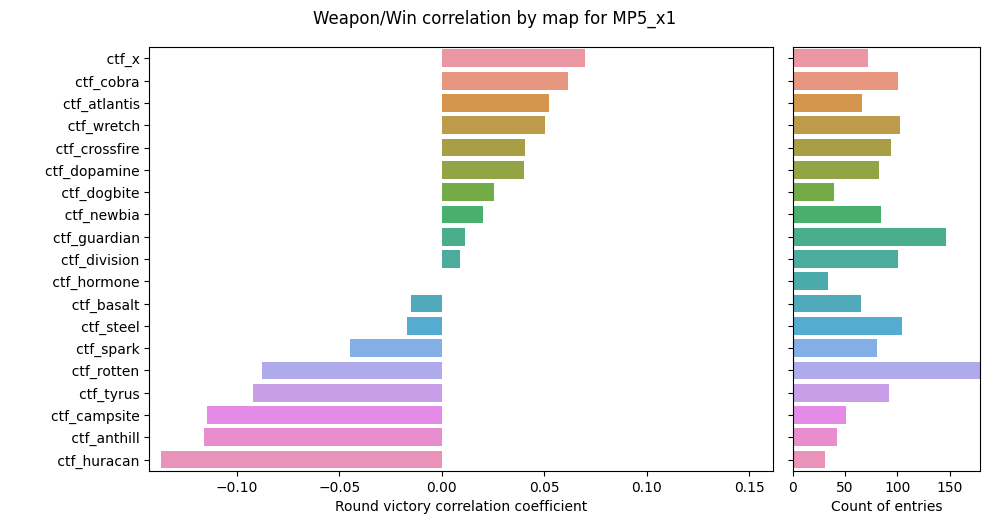 Weapon/Win correlation by map for MP5_x1
ctf_x
ctf_cobra
ctf_atlantis
ctf_wretch
ctf_crossfire
ctf_dopamine
ctf_dogbite
ctf_newbia
ctf_guardian
ctf_division
ctf_hormone
ctf_basalt
ctf_steel
ctf_spark
ctf_rotten
ctf_tyrus
ctf_campsite
ctf_anthill
ctf_huracan
−0.10 −0.05 0.00 0.05 0.10 0.15
Round victory correlation coefficient
0 50 100 150
Count of entries